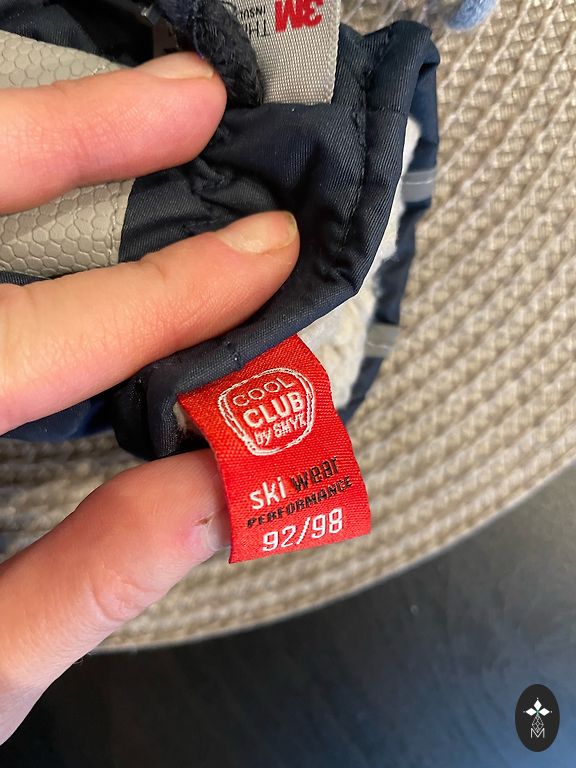 3M
COOL
CLUB
by SMYK
ski wear
PERFORMANCE
92/98
M